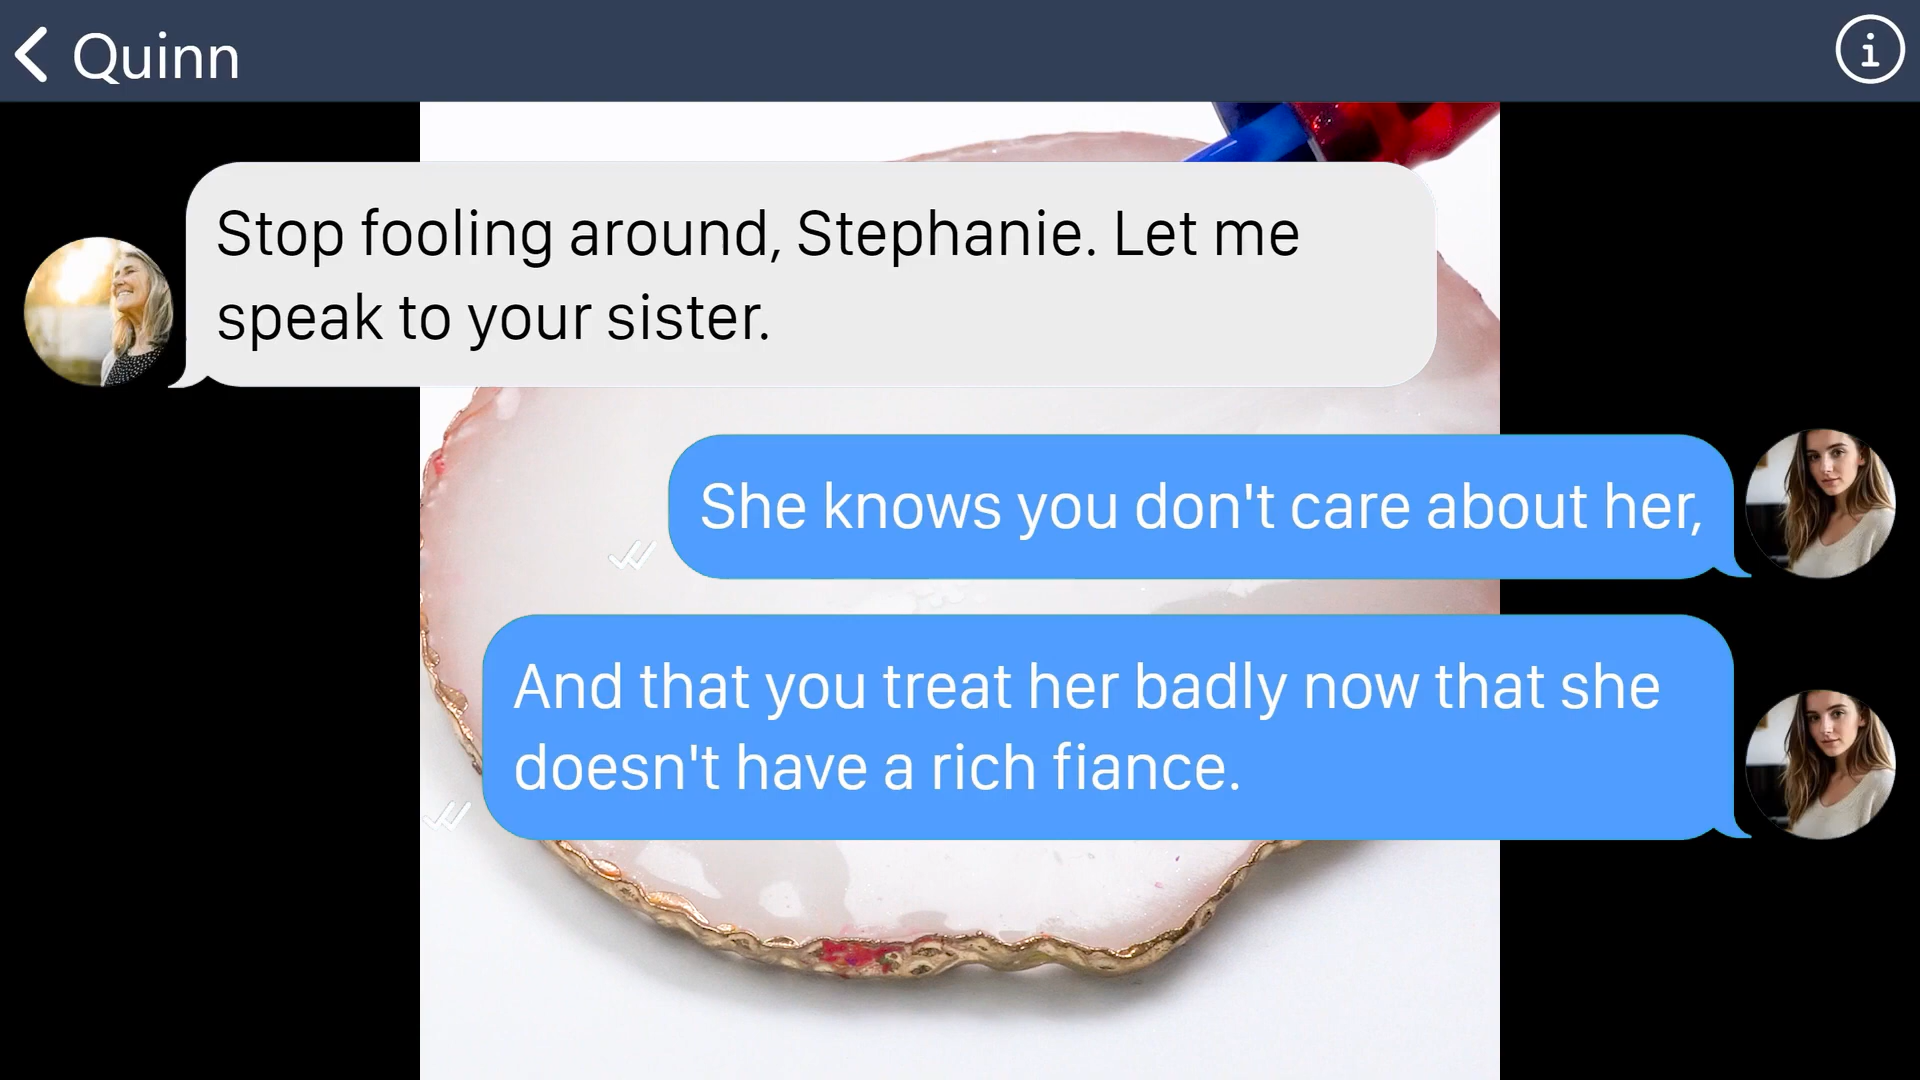 Quinn
Stop fooling around, Stephanie. Let me
speak to your sister.
She knows you don't care about her,
And that you treat her badly now that she
doesn't have a rich fiance.